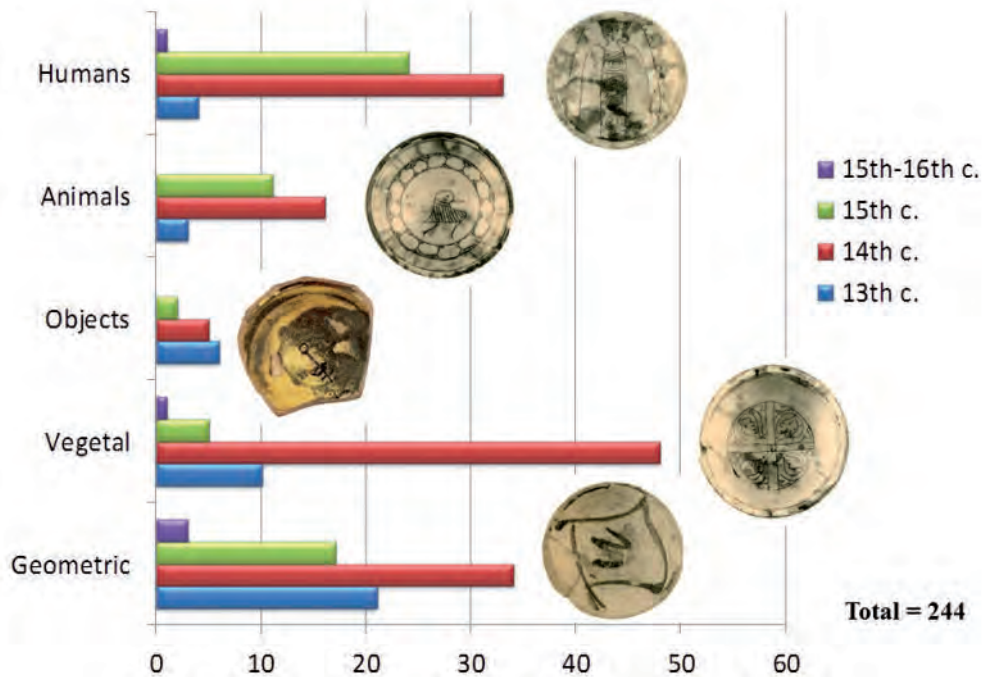 Humans
Animals
Objects
Vegetal
Geometric
0 10 20 30 40 50 60
15th-16th c.
15th c.
14th c.
13th c.
Total = 244